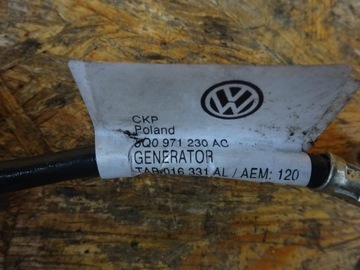 CKP
Poland
5Q0 971 230 AC
GENERATOR
TAB 016 331 AL / AEM: 120